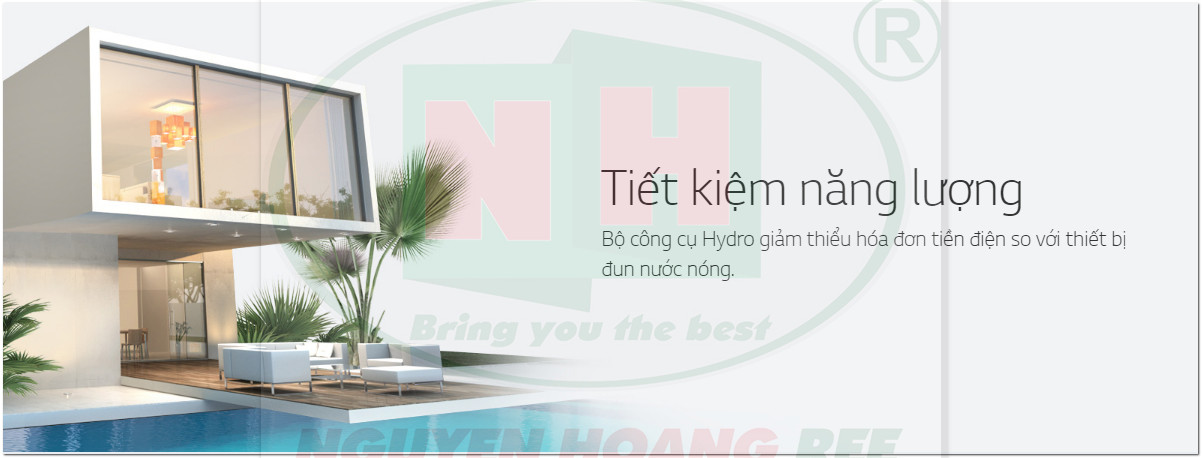 ®
NH
Tiết kiệm năng lượng
Bộ công cụ Hydro giảm thiểu hóa đơn tiền điện so với thiết bị
đun nước nóng.
Bring you the best
NGUYEN HOANG REE